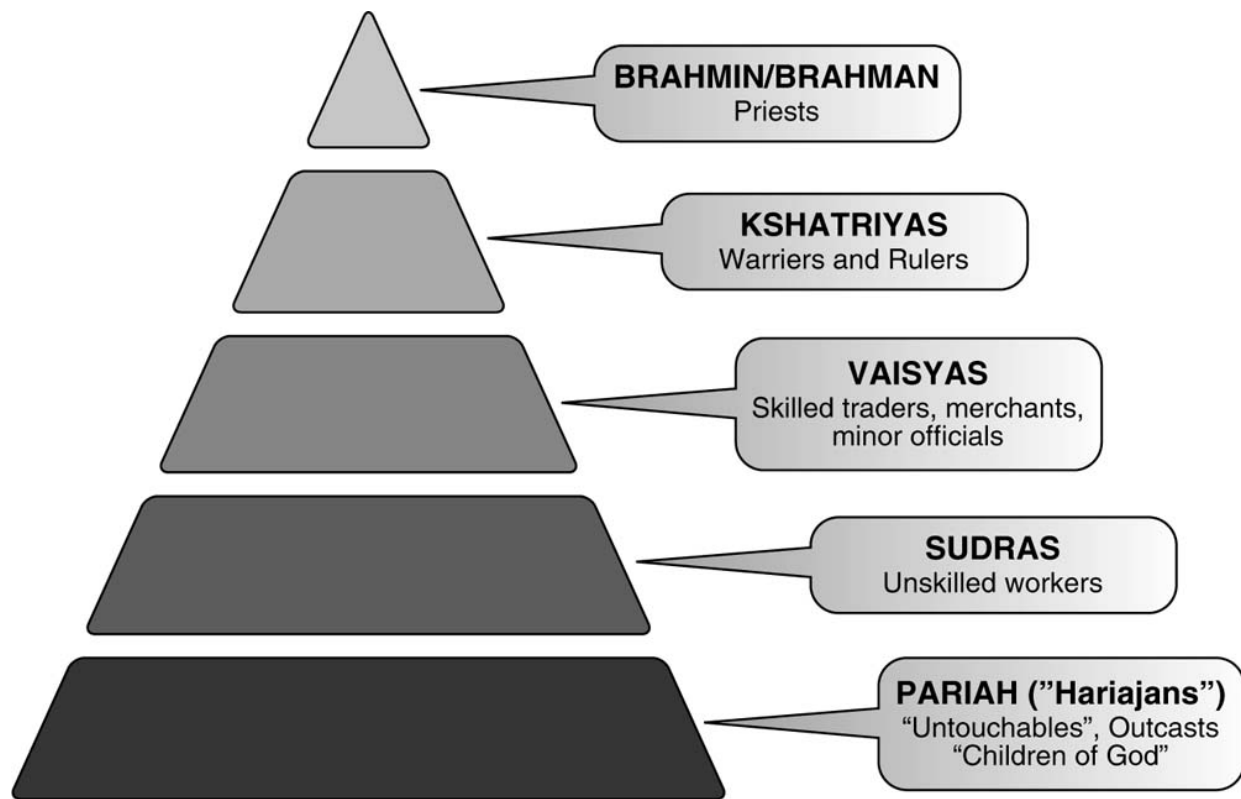 BRAHMIN/BRAHMAN
Priests
KSHATRIYAS
Warriers and Rulers
VAISYAS
Skilled traders, merchants,
minor officials
SUDRAS
Unskilled workers
PARIAH (”Hariajans”)
“Untouchables”, Outcasts
“Children of God”